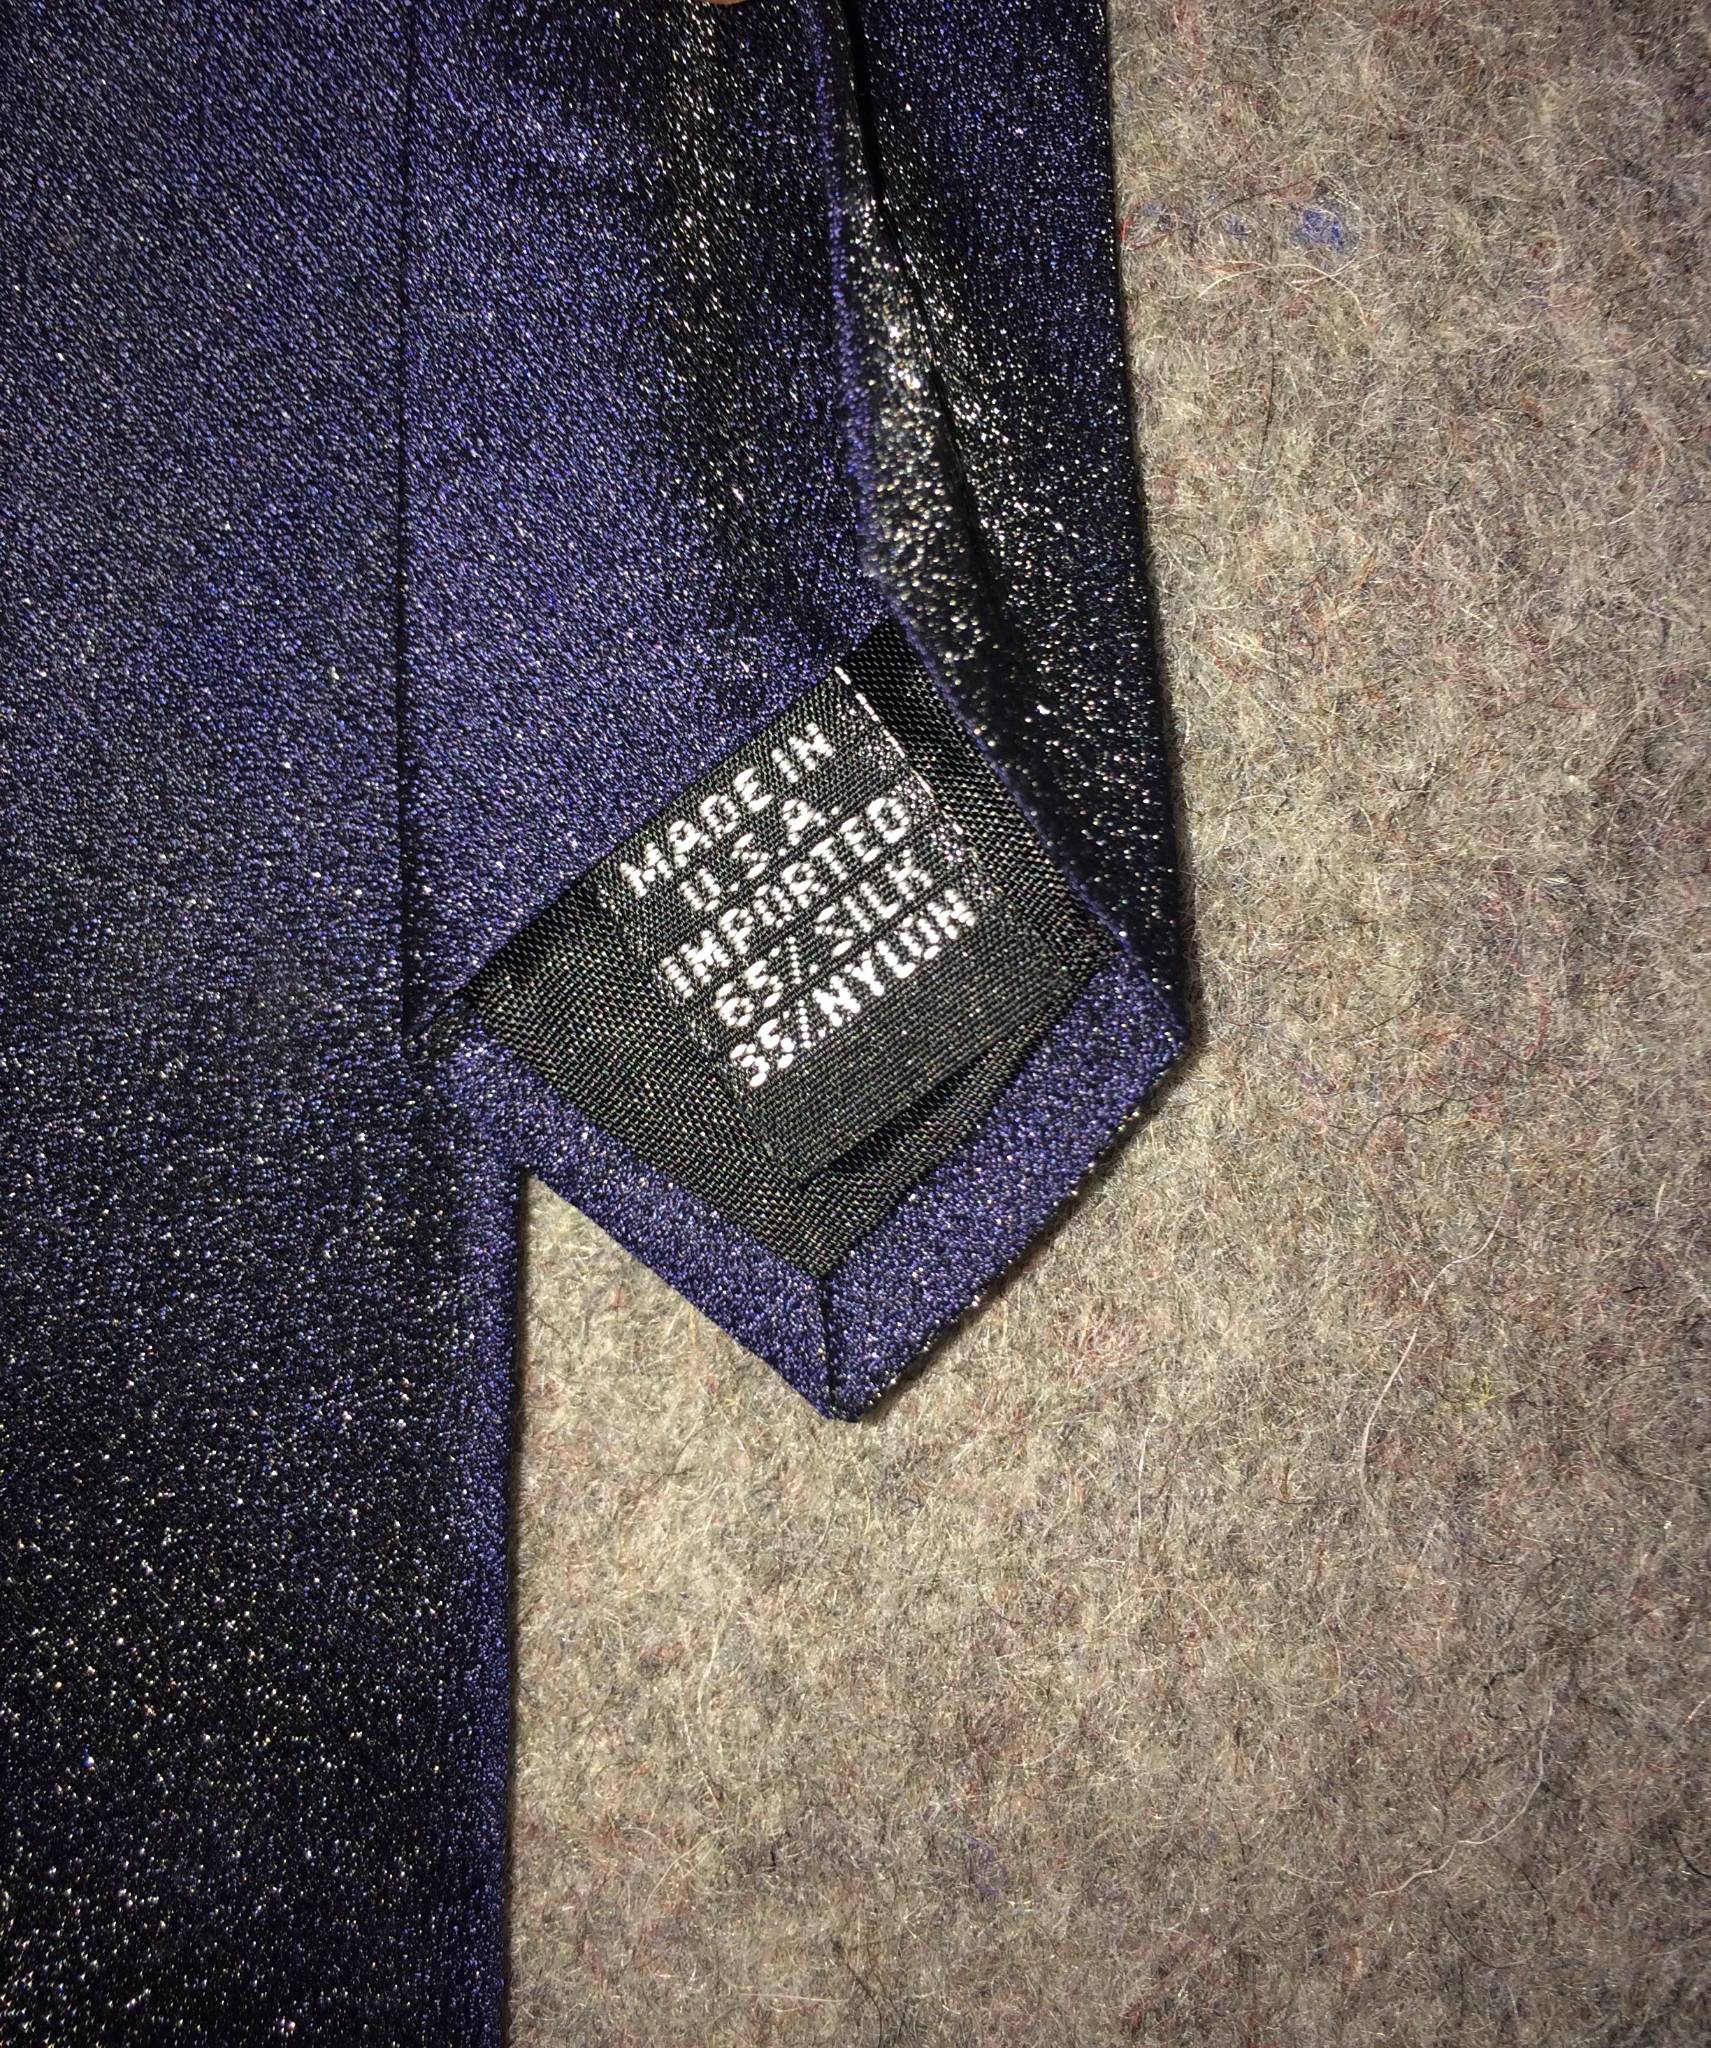 MADE IN
U.S.A.
IMPORTED
65% SILK
35%NYLON